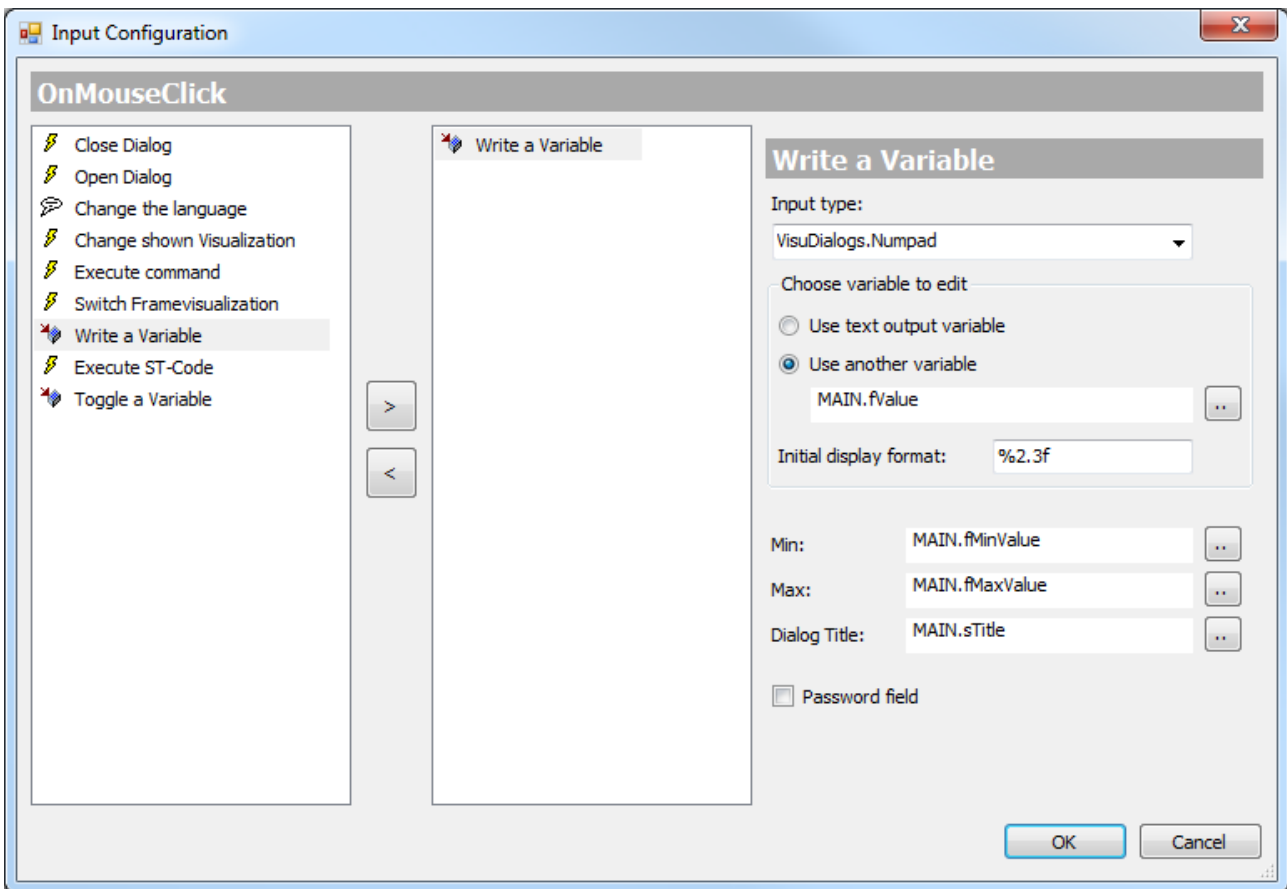 Input Configuration
OnMouseClick
Close Dialog
Open Dialog
Change the language
Change shown Visualization
Execute command
Switch Framevisualization
Write a Variable
Execute ST-Code
Toggle a Variable
>
<
Write a Variable
Write a Variable
Input type:
VisuDialogs.Numpad
Choose variable to edit
Use text output variable
Use another variable
MAIN.fValue
..
Initial display format: %2.3f
Min: MAIN.fMinValue ..
Max: MAIN.fMaxValue ..
Dialog Title: MAIN.sTitle ..
Password field
OK Cancel